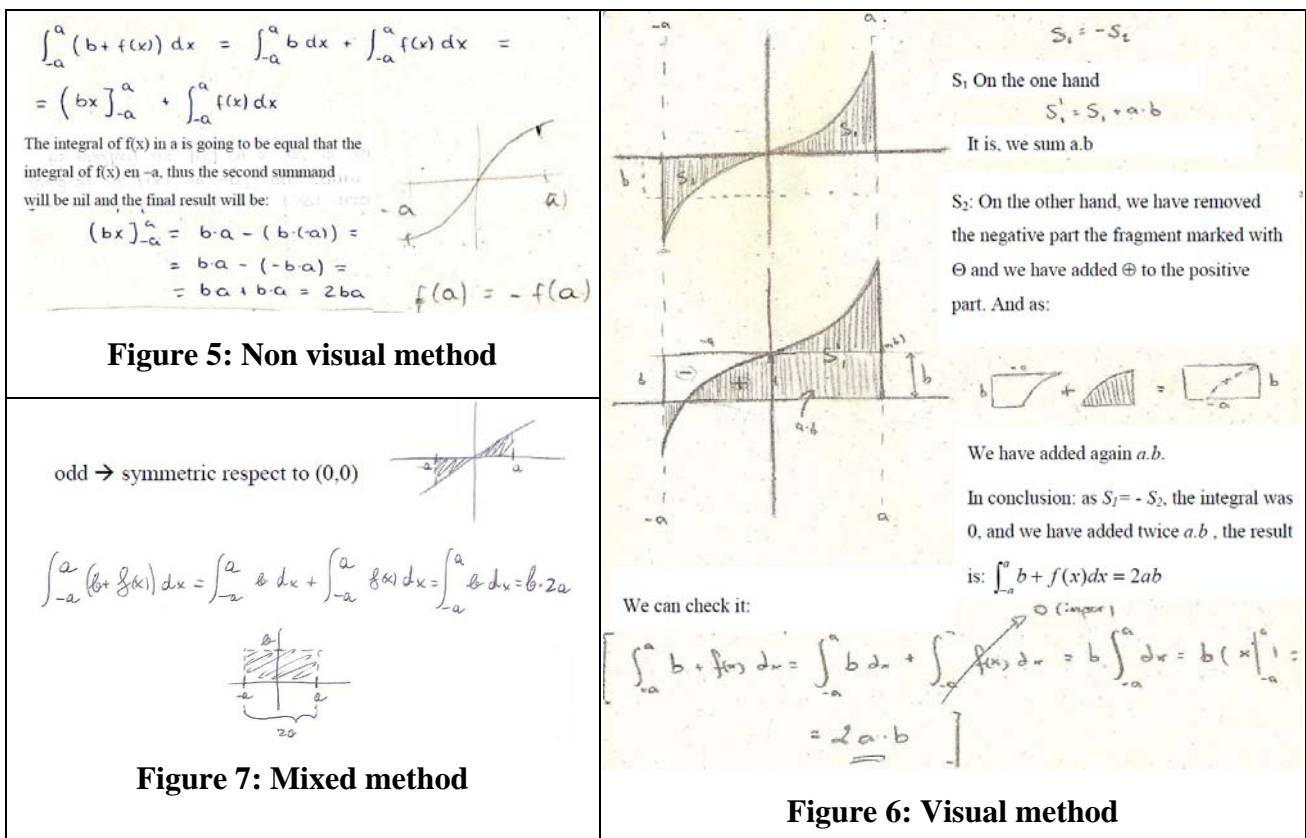 ∫_{-a}^{a} (b + f(x)) dx = ∫_{-a}^{a} b dx + ∫_{-a}^{a} f(x) dx =
= (bx]_{-a}^{a} + ∫_{-a}^{a} f(x) dx
The integral of f(x) in a is going to be equal that the
integral of f(x) en –a, thus the second summand
will be nil and the final result will be:
- a
a)
(bx]_{-a}^{a} = b·a - (b·(-a)) =
= b·a - (-b·a) =
= ba + b·a = 2ba
f(a) = - f(a)
Figure 5: Non visual method
odd → symmetric respect to (0,0)
-a
a
∫_{-a}^{a} (b + f(x)) dx = ∫_{-a}^{a} b dx + ∫_{-a}^{a} f(x) dx = ∫_{-a}^{a} b dx = b·2a
b
-a
a
2a
Figure 7: Mixed method
-a
a.
S₁ = -S₂
S₁ On the one hand
S₁' = S₁ + a·b
It is, we sum a.b
S₁
b
S₂
S₂: On the other hand, we have removed
the negative part the fragment marked with
Θ and we have added ⊕ to the positive
part. And as:
-a
b
-
+
S₁'
b
a·b
-a
b + = b
-a
-a
a
We have added again a.b.
In conclusion: as S₁= - S₂, the integral was
0, and we have added twice a.b , the result
is: ∫_{-a}^{a} b + f(x)dx = 2ab
We can check it:
0 (impar)
[ ∫_{-a}^{a} b + f(x) dx = ∫_{-a}^{a} b dx + ∫_{-a}^{a} f(x) dx = b ∫_{-a}^{a} dx = b (x|_{-a}^{a}) =
= 2a·b ]
Figure 6: Visual method